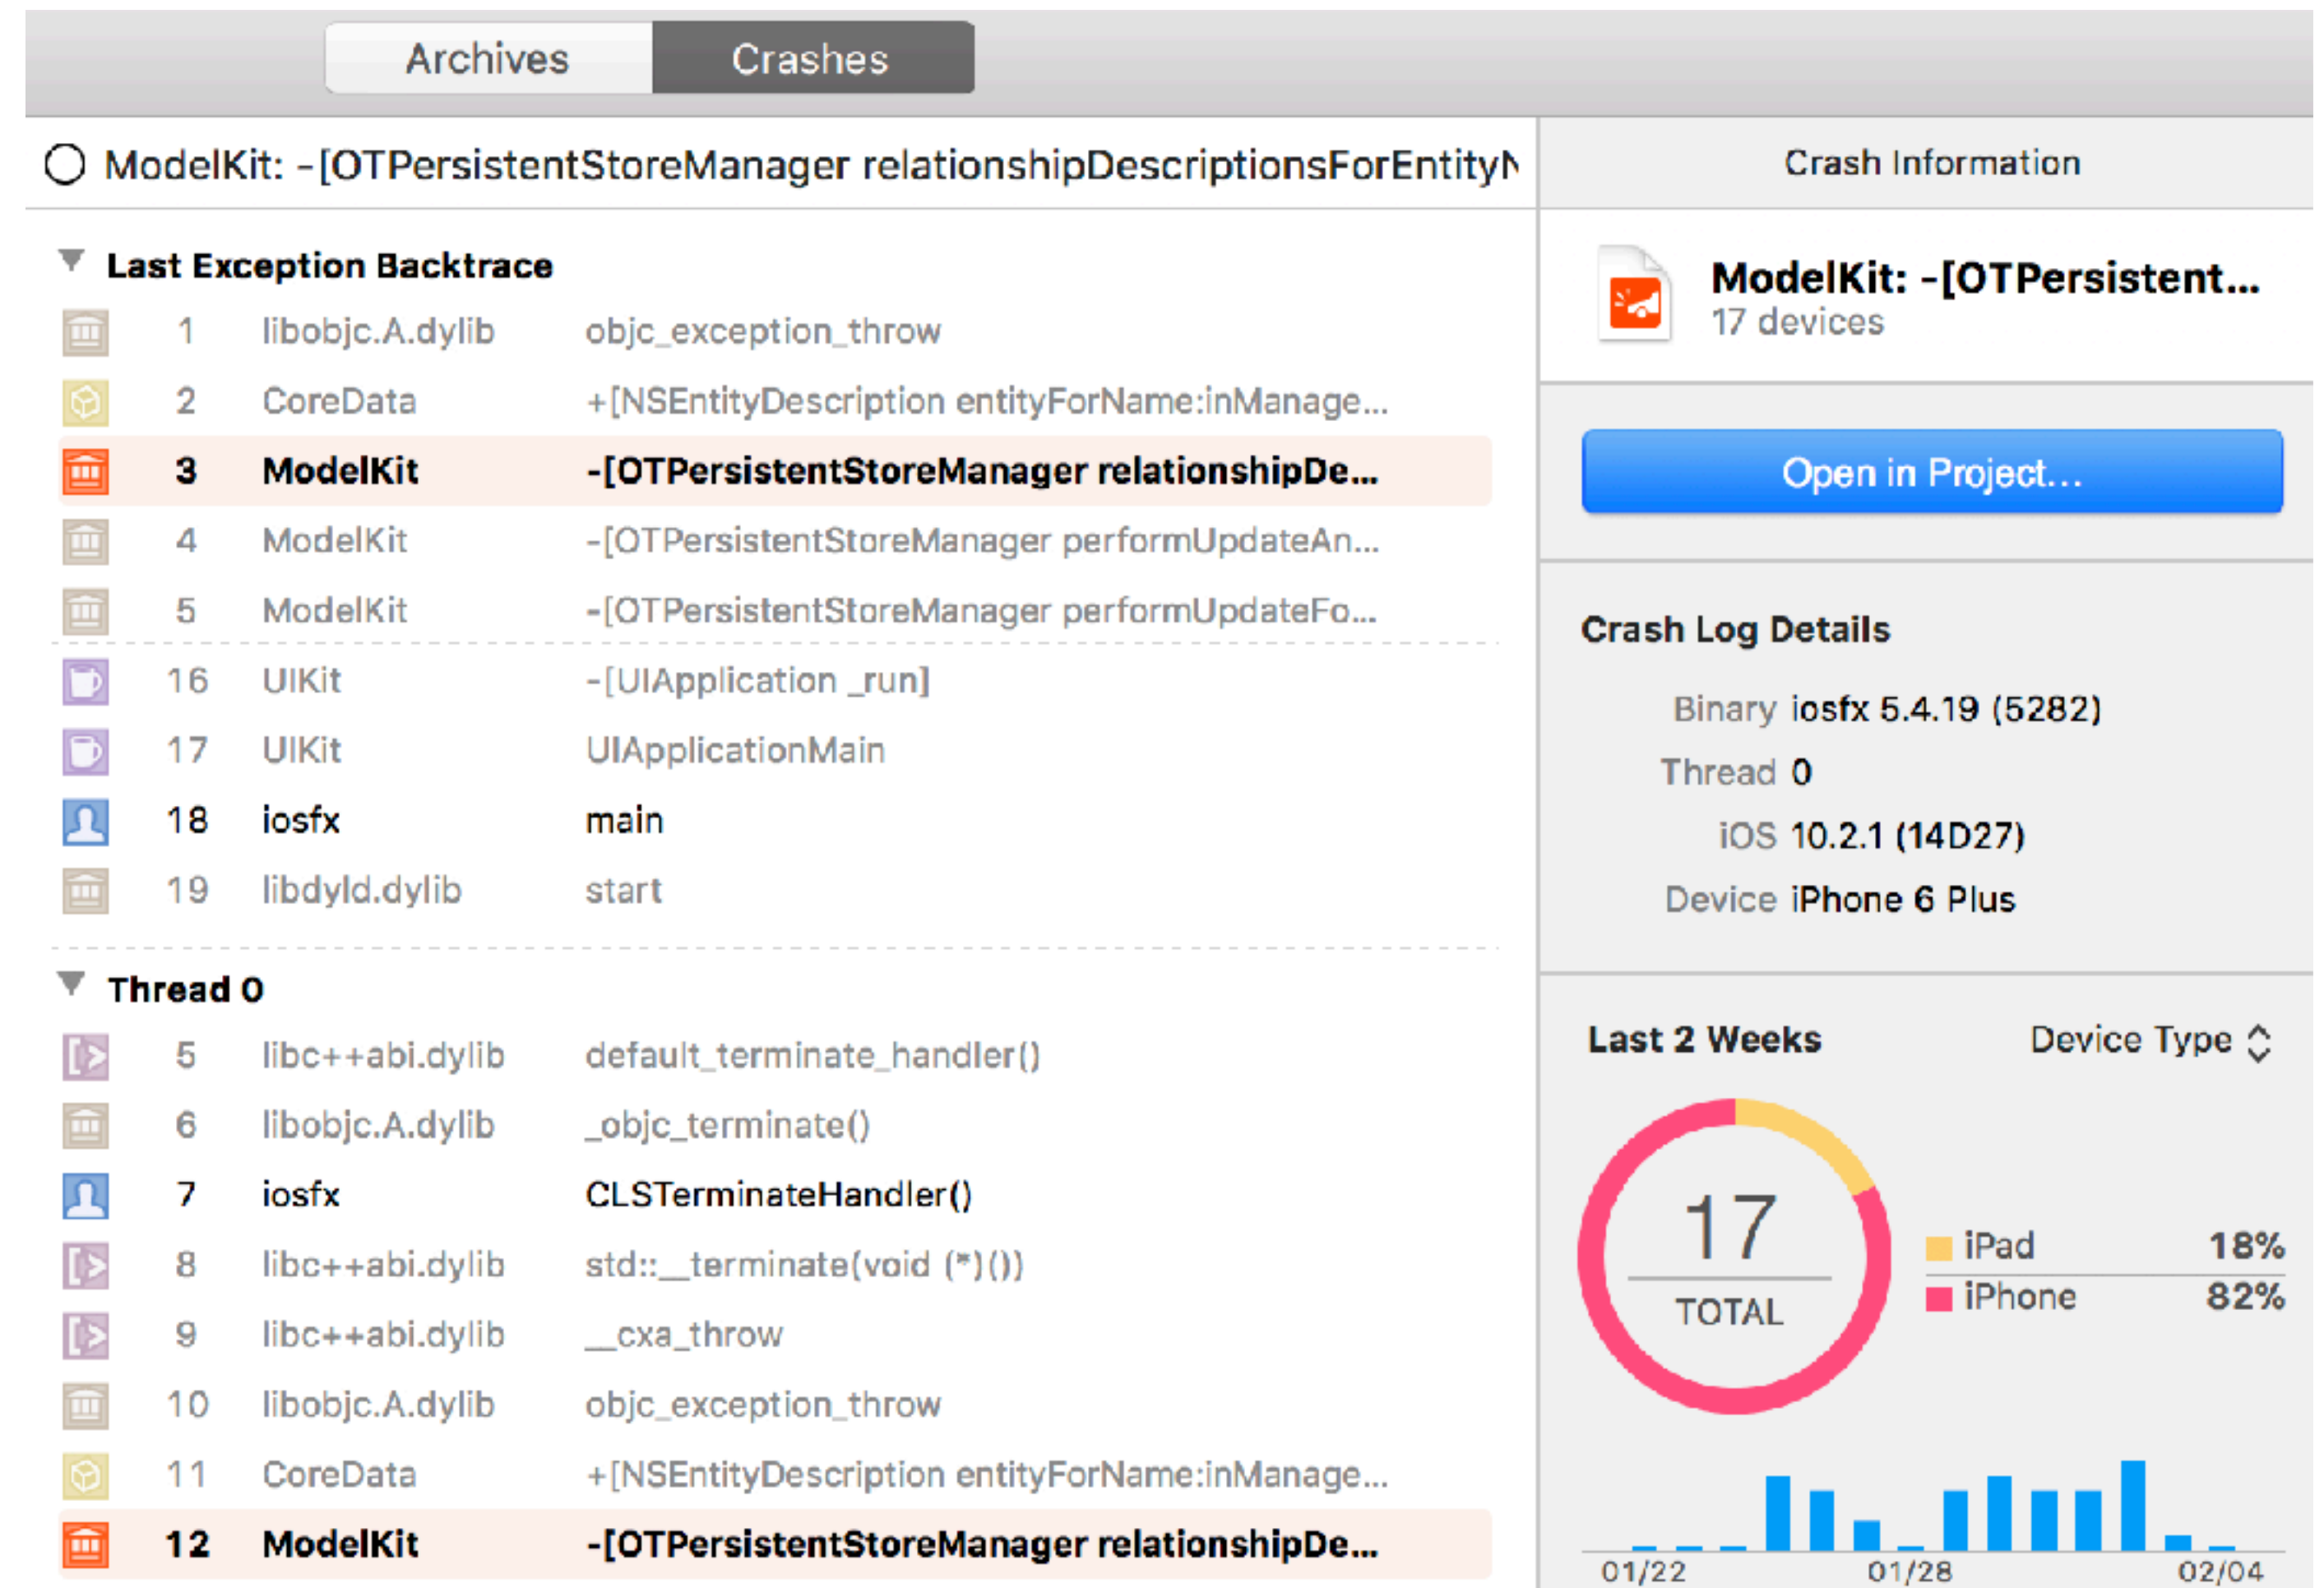 Archives Crashes
ModelKit: -[OTPersistentStoreManager relationshipDescriptionsForEntityN
Last Exception Backtrace
1 libobjc.A.dylib objc_exception_throw
2 CoreData +[NSEntityDescription entityForName:inManage...
3 ModelKit -[OTPersistentStoreManager relationshipDe...
4 ModelKit -[OTPersistentStoreManager performUpdateAn...
5 ModelKit -[OTPersistentStoreManager performUpdateFo...
16 UIKit -[UIApplication _run]
17 UIKit UIApplicationMain
18 iosfx main
19 libdyld.dylib start
Thread 0
5 libc++abi.dylib default_terminate_handler()
6 libobjc.A.dylib _objc_terminate()
7 iosfx CLSTerminateHandler()
8 libc++abi.dylib std::__terminate(void (*)())
9 libc++abi.dylib __cxa_throw
10 libobjc.A.dylib objc_exception_throw
11 CoreData +[NSEntityDescription entityForName:inManage...
12 ModelKit -[OTPersistentStoreManager relationshipDe...
Crash Information
ModelKit: -[OTPersistent...
17 devices
Open in Project...
Crash Log Details
Binary iosfx 5.4.19 (5282)
Thread 0
iOS 10.2.1 (14D27)
Device iPhone 6 Plus
Last 2 Weeks Device Type
17
TOTAL
iPad 18%
iPhone 82%
01/22 01/28 02/04